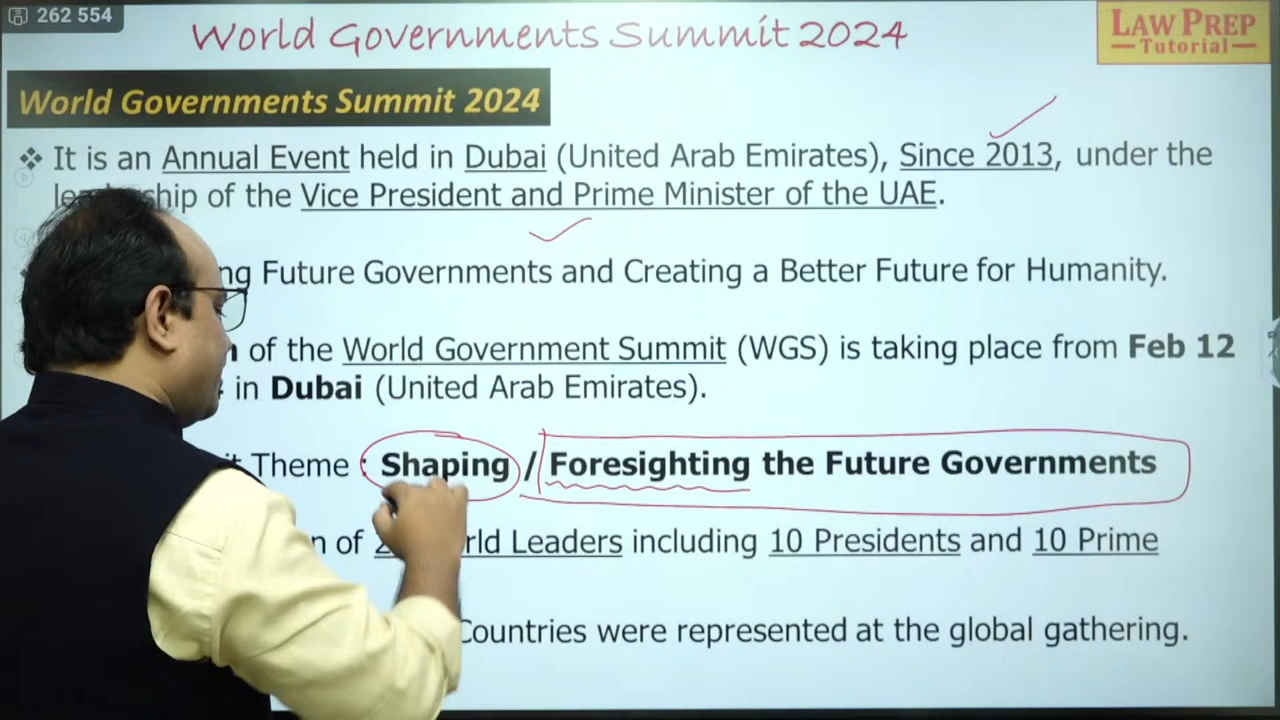 262 554
World Governments Summit 2024
LAW PREP
Tutorial
World Governments Summit 2024
It is an Annual Event held in Dubai (United Arab Emirates), Since 2013, under the
of the Vice President and Prime Minister of the UAE.
Future Governments and Creating a Better Future for Humanity.
of the World Government Summit (WGS) is taking place from Feb 12
in Dubai (United Arab Emirates).
Theme : Shaping / Foresighting the Future Governments
of Leaders including 10 Presidents and 10 Prime
Countries were represented at the global gathering.